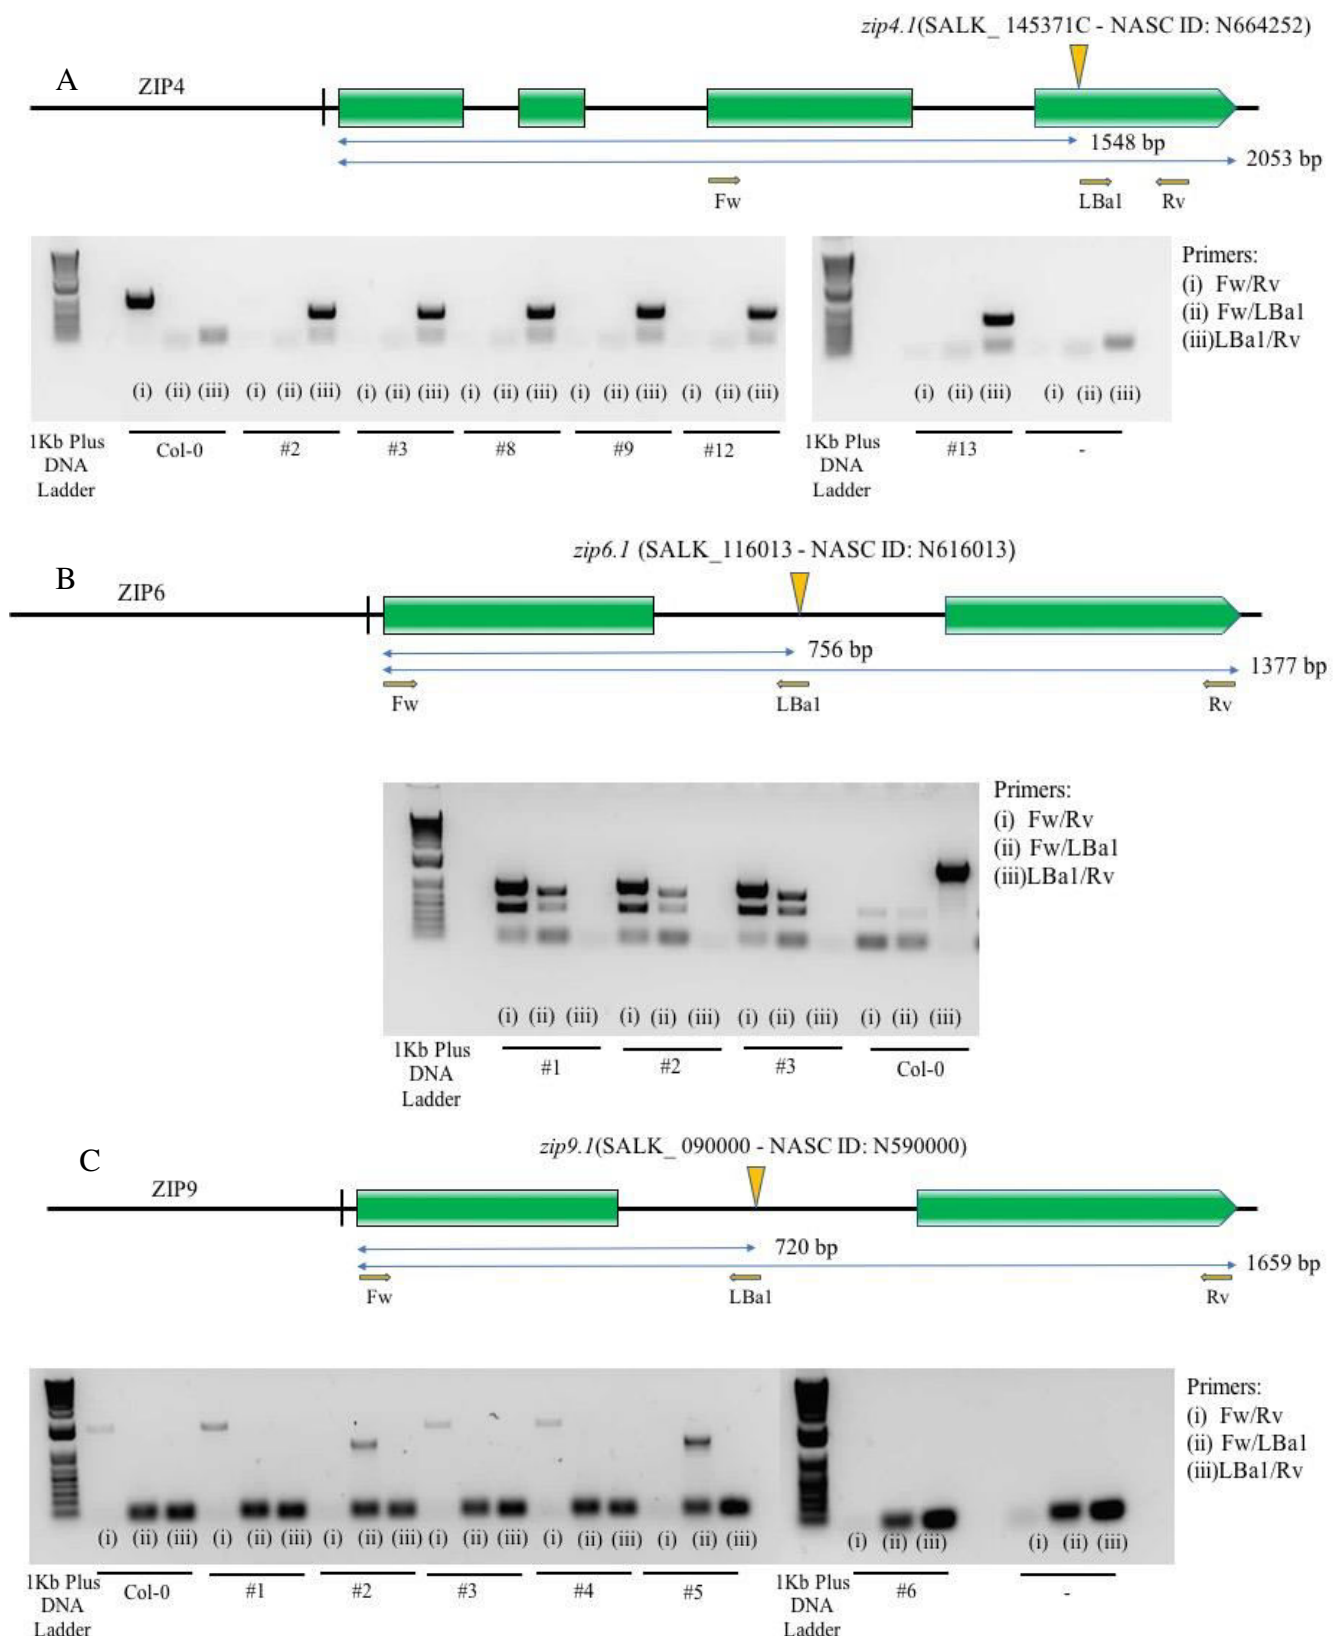 zip4.1(SALK_ 145371C - NASC ID: N664252)
A
ZIP4
1548 bp
2053 bp
Fw
LBa1
Rv
Primers:
(i) Fw/Rv
(ii) Fw/LBa1
(iii)LBa1/Rv
(i) (ii) (iii) (i) (ii) (iii) (i) (ii) (iii) (i) (ii) (iii) (i) (ii) (iii) (i) (ii) (iii) (i) (ii) (iii) (i) (ii) (iii)
1Kb Plus
DNA
Ladder
Col-0
#2
#3
#8
#9
#12
1Kb Plus
DNA
Ladder
#13
-
zip6.1 (SALK_116013 - NASC ID: N616013)
B
ZIP6
756 bp
1377 bp
Fw
LBa1
Rv
Primers:
(i) Fw/Rv
(ii) Fw/LBa1
(iii)LBa1/Rv
(i) (ii) (iii) (i) (ii) (iii) (i) (ii) (iii) (i) (ii) (iii)
1Kb Plus
DNA
Ladder
#1
#2
#3
Col-0
zip9.1(SALK_ 090000 - NASC ID: N590000)
C
ZIP9
720 bp
1659 bp
Fw
LBa1
Rv
Primers:
(i) Fw/Rv
(ii) Fw/LBa1
(iii)LBa1/Rv
(i) (ii) (iii) (i) (ii) (iii) (i) (ii) (iii) (i) (ii) (iii) (i) (ii) (iii) (i) (ii) (iii) (i) (ii) (iii) (i) (ii) (iii)
1Kb Plus
DNA
Ladder
Col-0
#1
#2
#3
#4
#5
1Kb Plus
DNA
Ladder
#6
-